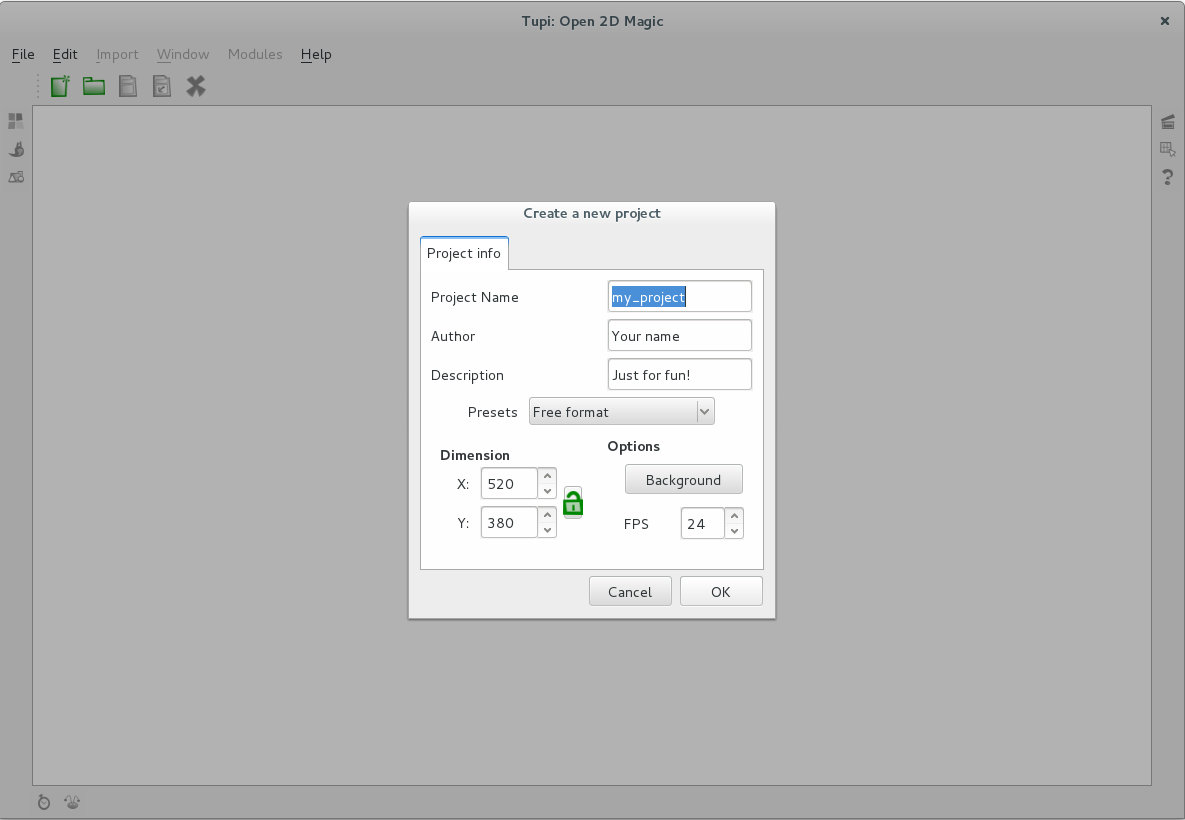 Tupi: Open 2D Magic
File Edit Import Window Modules Help
Create a new project
Project info
Project Name my_project
Author Your name
Description Just for fun!
Presets Free format
Options
Dimension
X: 520 Background
Y: 380 FPS 24
Cancel OK